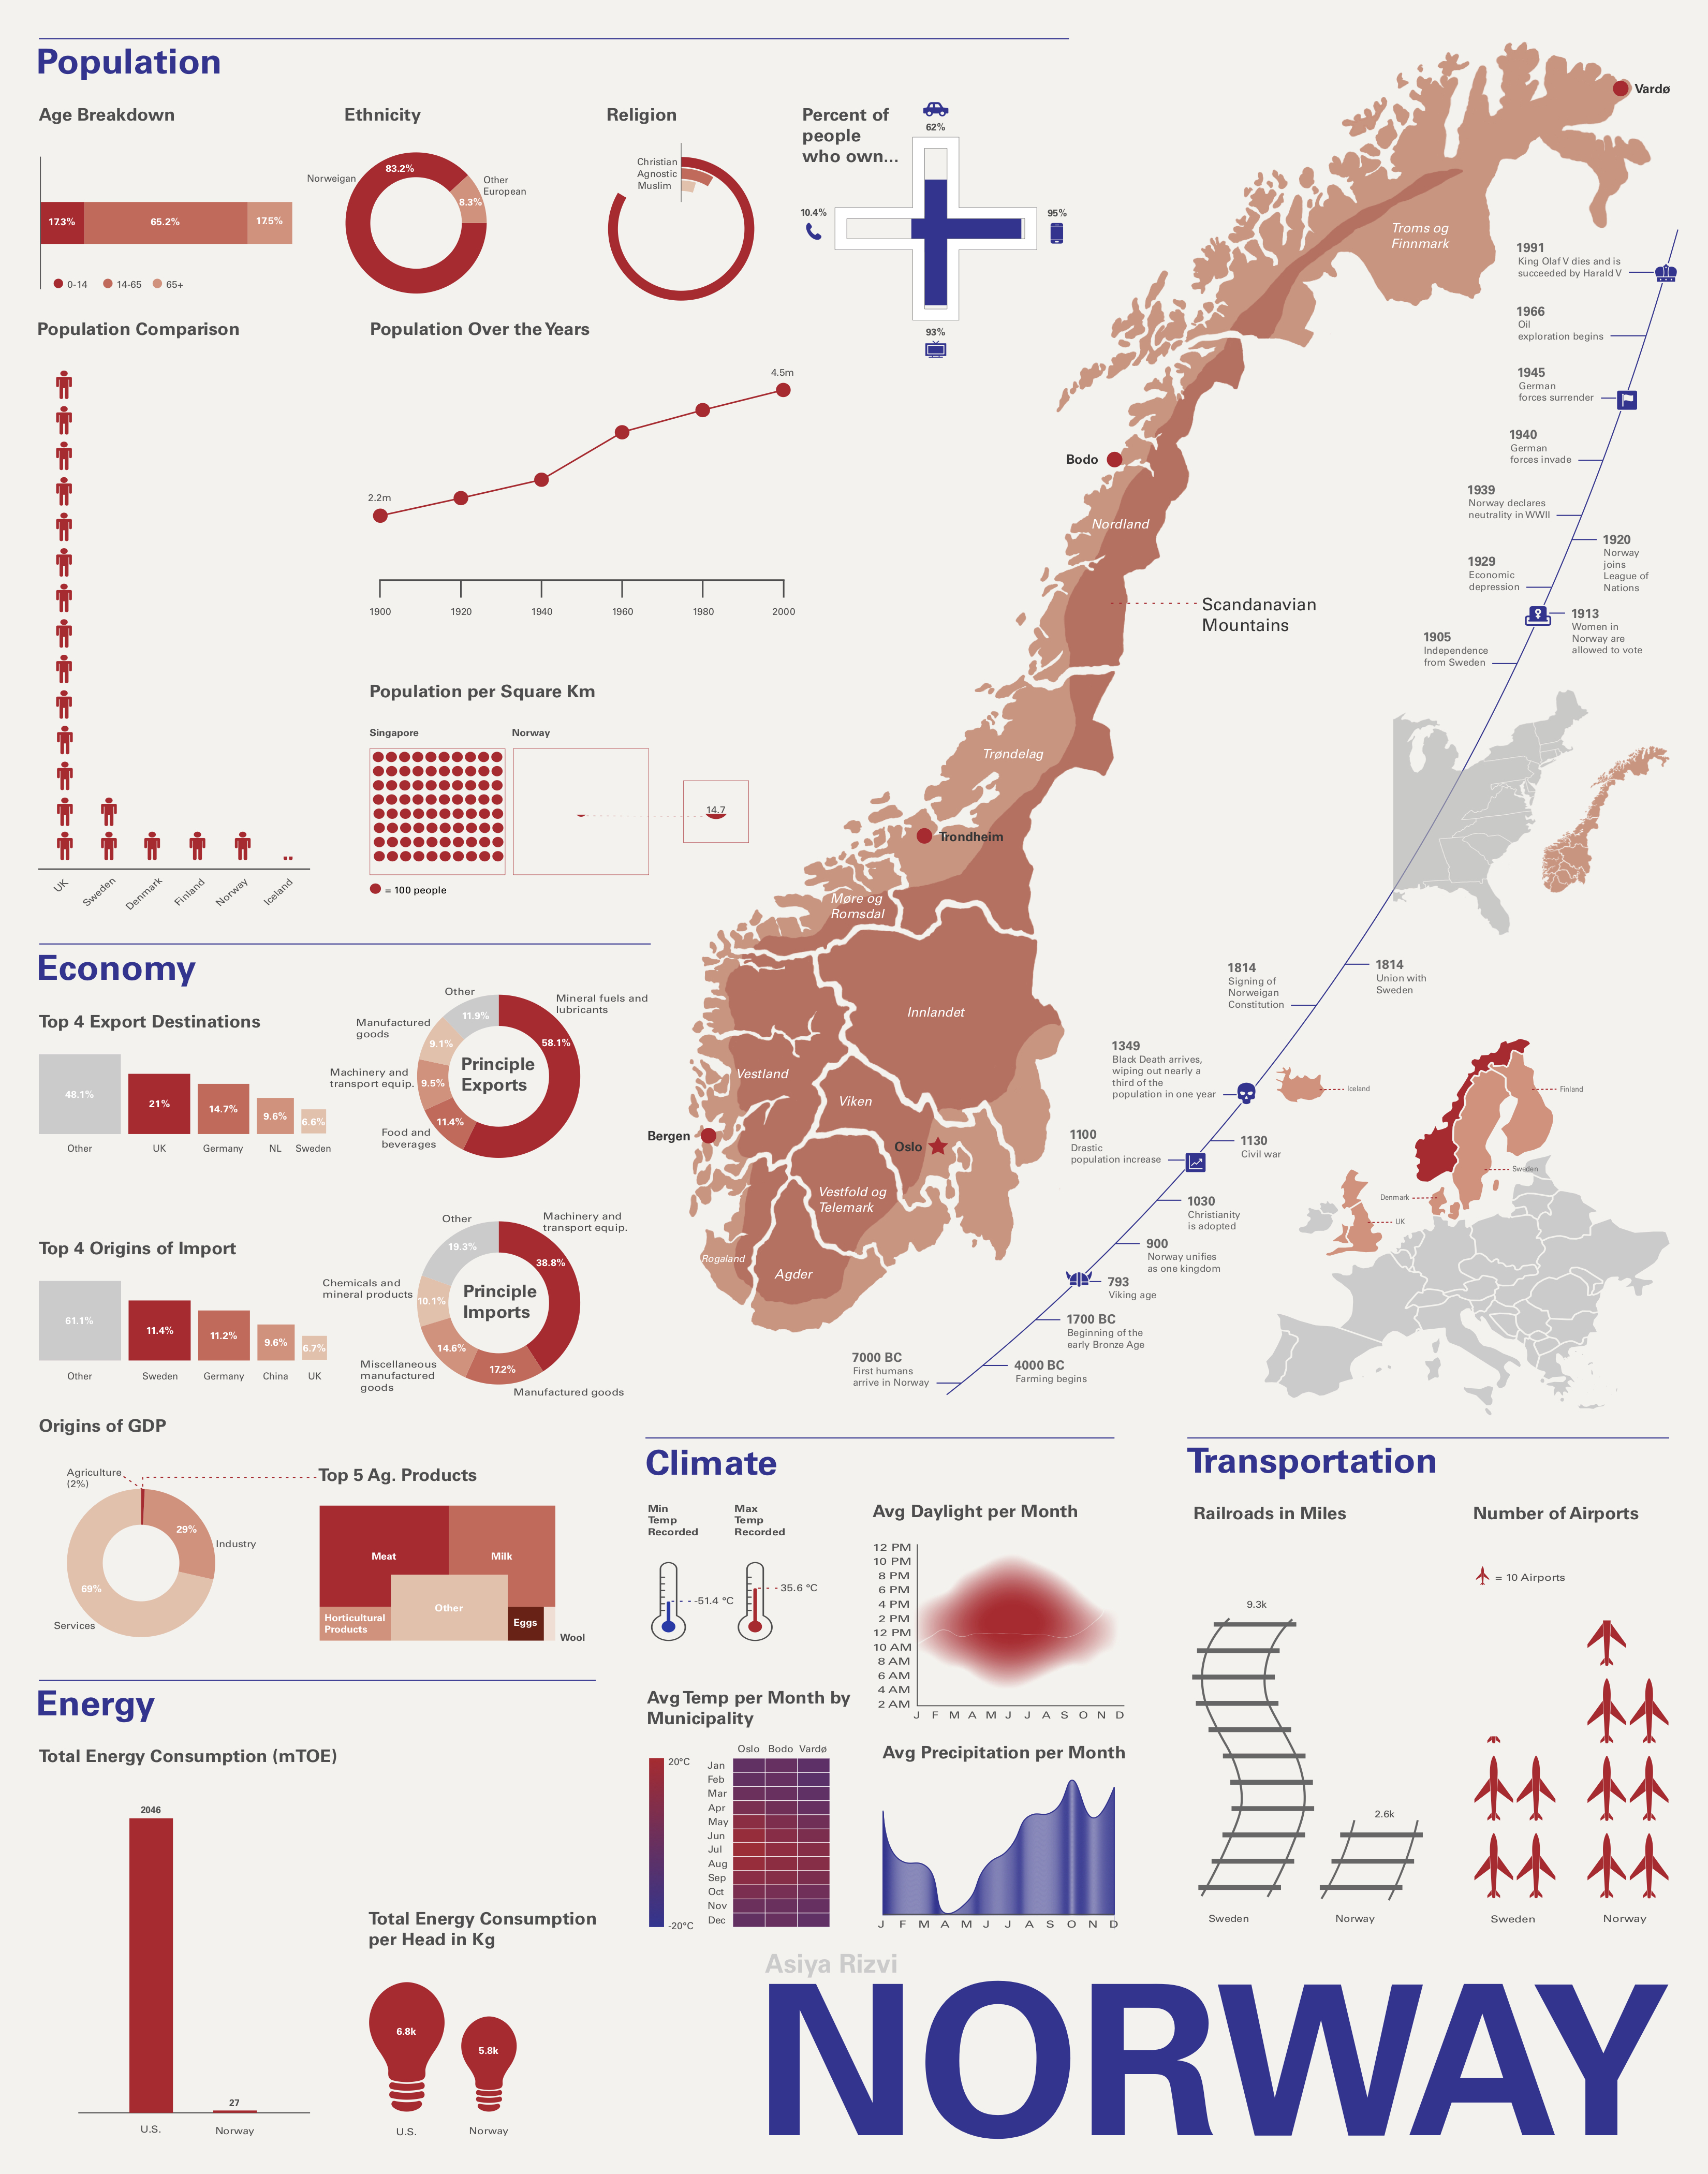 Population
Age Breakdown
17.3%
65.2%
17.5%
0-14
14-65
65+
Ethnicity
Norweigan
83.2%
Other
European
8.3%
Religion
Christian
Agnostic
Muslim
Percent of
people
who own...
62%
10.4%
95%
93%
Population Comparison
UK
Sweden
Denmark
Finland
Norway
Iceland
Population Over the Years
2.2m
4.5m
1900
1920
1940
1960
1980
2000
Population per Square Km
Singapore
Norway
14.7
= 100 people
Vardø
Troms og
Finnmark
Bodo
Nordland
Scandanavian
Mountains
Trøndelag
Trondheim
Møre og
Romsdal
Innlandet
Vestland
Viken
Bergen
Oslo
Vestfold og
Telemark
Rogaland
Agder
1991
King Olaf V dies and is
succeeded by Harald V
1966
Oil
exploration begins
1945
German
forces surrender
1940
German
forces invade
1939
Norway declares
neutrality in WWII
1920
Norway
joins
League of
Nations
1929
Economic
depression
1913
Women in
Norway are
allowed to vote
1905
Independence
from Sweden
1814
Union with
Sweden
1814
Signing of
Norweigan
Constitution
1349
Black Death arrives,
wiping out nearly a
third of the
population in one year
1130
Civil war
1100
Drastic
population increase
1030
Christianity
is adopted
900
Norway unifies
as one kingdom
793
Viking age
1700 BC
Beginning of the
early Bronze Age
4000 BC
Farming begins
7000 BC
First humans
arrive in Norway
Iceland
Finland
Sweden
Denmark
UK
Economy
Top 4 Export Destinations
48.1%
21%
14.7%
9.6%
6.6%
Other
UK
Germany
NL
Sweden
Principle
Exports
Other
11.9%
Mineral fuels and
lubricants
58.1%
Manufactured
goods
9.1%
Machinery and
transport equip.
9.5%
Food and
beverages
11.4%
Top 4 Origins of Import
61.1%
11.4%
11.2%
9.6%
6.7%
Other
Sweden
Germany
China
UK
Principle
Imports
Other
19.3%
Machinery and
transport equip.
38.8%
Chemicals and
mineral products
10.1%
14.6%
Miscellaneous
manufactured
goods
17.2%
Manufactured goods
Origins of GDP
Agriculture
(2%)
29%
Industry
69%
Services
Top 5 Ag. Products
Meat
Milk
Other
Horticultural
Products
Eggs
Wool
Climate
Min
Temp
Recorded
-51.4 °C
Max
Temp
Recorded
35.6 °C
Avg Daylight per Month
12 PM
10 PM
8 PM
6 PM
4 PM
2 PM
12 PM
10 AM
8 AM
6 AM
4 AM
2 AM
J F M A M J J A S O N D
Avg Temp per Month by
Municipality
20°C
-20°C
Oslo Bodo Vardø
Jan
Feb
Mar
Apr
May
Jun
Jul
Aug
Sep
Oct
Nov
Dec
Avg Precipitation per Month
J F M A M J J A S O N D
Transportation
Railroads in Miles
9.3k
2.6k
Sweden
Norway
Number of Airports
= 10 Airports
Sweden
Norway
Energy
Total Energy Consumption (mTOE)
2046
27
U.S.
Norway
Total Energy Consumption
per Head in Kg
6.8k
5.8k
U.S.
Norway
Asiya Rizvi
NORWAY